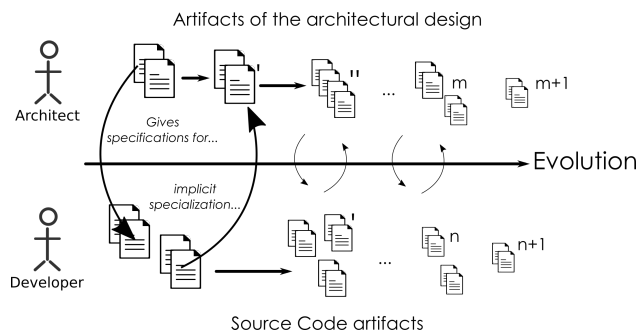 Artifacts of the architectural design
Architect
'
''
...
m
m+1
Gives
specifications for...
Evolution
implicit
specialization...
Developer
'
...
n
n+1
Source Code artifacts